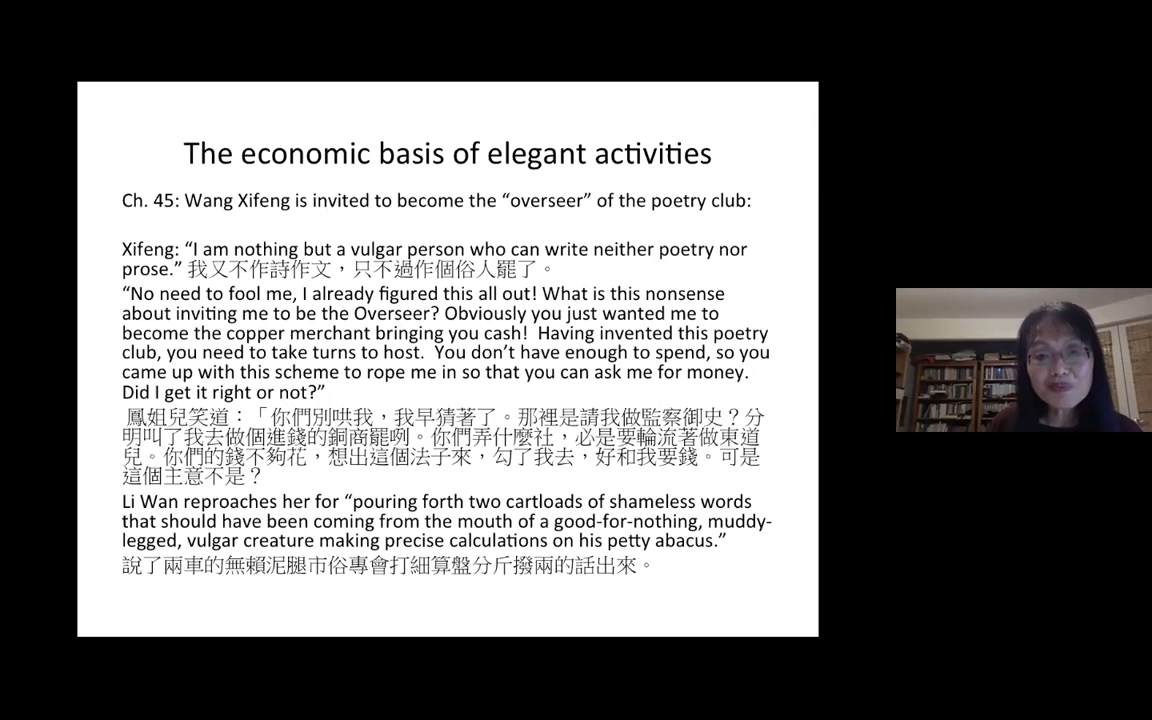 The economic basis of elegant activities
Ch. 45: Wang Xifeng is invited to become the “overseer” of the poetry club:
Xifeng: “I am nothing but a vulgar person who can write neither poetry nor
prose.” 我又不作詩作文，只不過作個俗人罷了。
“No need to fool me, I already figured this all out! What is this nonsense
about inviting me to be the Overseer? Obviously you just wanted me to
become the copper merchant bringing you cash!  Having invented this poetry
club, you need to take turns to host.  You don’t have enough to spend, so you
came up with this scheme to rope me in so that you can ask me for money.
Did I get it right or not?”
鳳姐兒笑道：「你們別哄我，我早猜著了。那裡是請我做監察御史？分
明叫了我去做個進錢的銅商罷咧。你們弄什麼社，必是要輪流著做東道
兒。你們的錢不夠花，想出這個法子來，勾了我去，好和我要錢。可是
這個主意不是？
Li Wan reproaches her for “pouring forth two cartloads of shameless words
that should have been coming from the mouth of a good-for-nothing, muddy-
legged, vulgar creature making precise calculations on his petty abacus.”
說了兩車的無賴泥腿市俗專會打細算盤分斤撥兩的話出來。